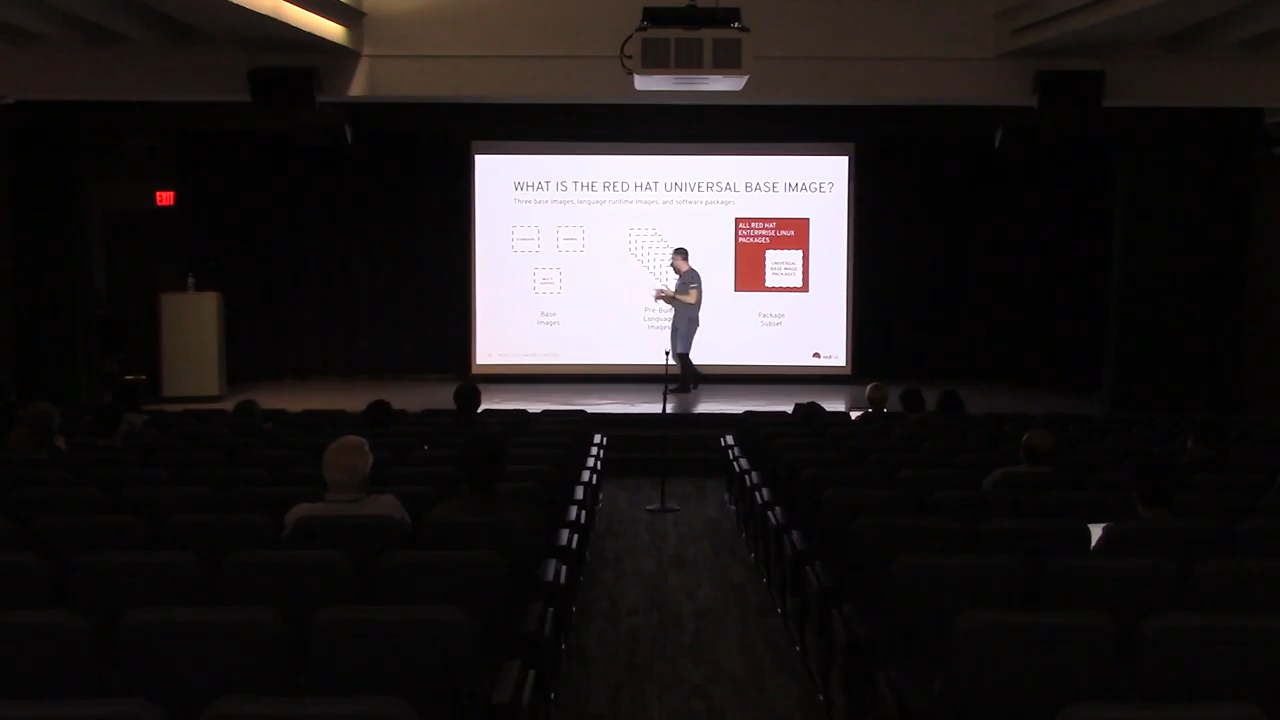 EXIT
WHAT IS THE RED HAT UNIVERSAL BASE IMAGE?
Three base images, language runtime images, and software packages
ALL RED HAT
ENTERPRISE LINUX
PACKAGES
UNIVERSAL
BASE IMAGE
PACKAGES
Base
Images
Pre-Built
Language
Images
Package
Subset